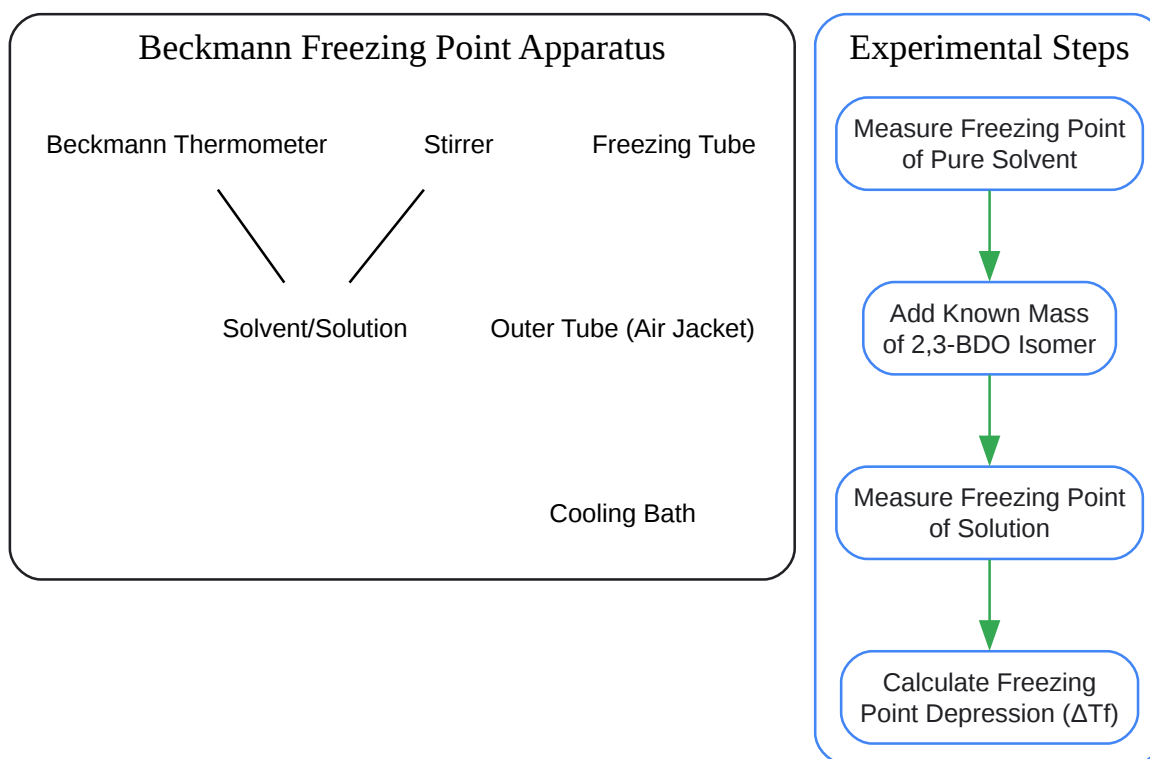 Beckmann Freezing Point Apparatus
Beckmann Thermometer
Stirrer
Freezing Tube
Solvent/Solution
Outer Tube (Air Jacket)
Cooling Bath
Experimental Steps
Measure Freezing Point
of Pure Solvent
Add Known Mass
of 2,3-BDO Isomer
Measure Freezing Point
of Solution
Calculate Freezing
Point Depression (ΔTf)